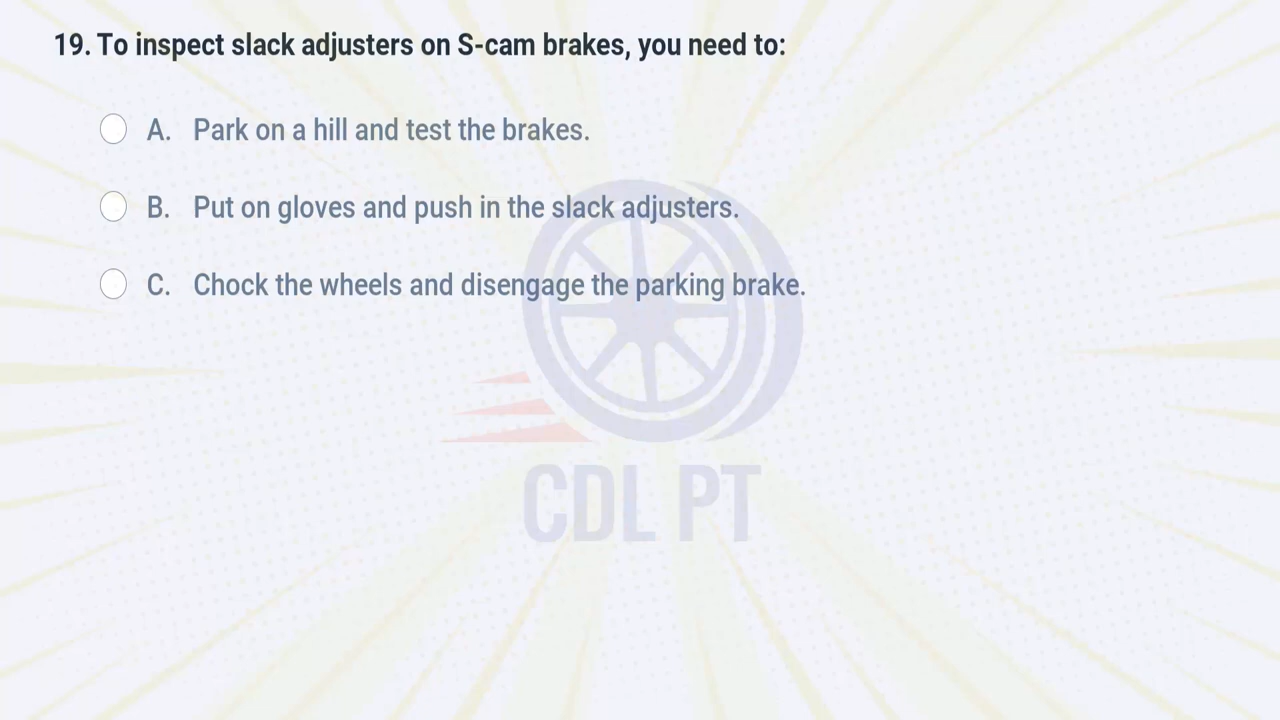 19. To inspect slack adjusters on S-cam brakes, you need to:
A. Park on a hill and test the brakes.
B. Put on gloves and push in the slack adjusters.
C. Chock the wheels and disengage the parking brake.
CDL PT